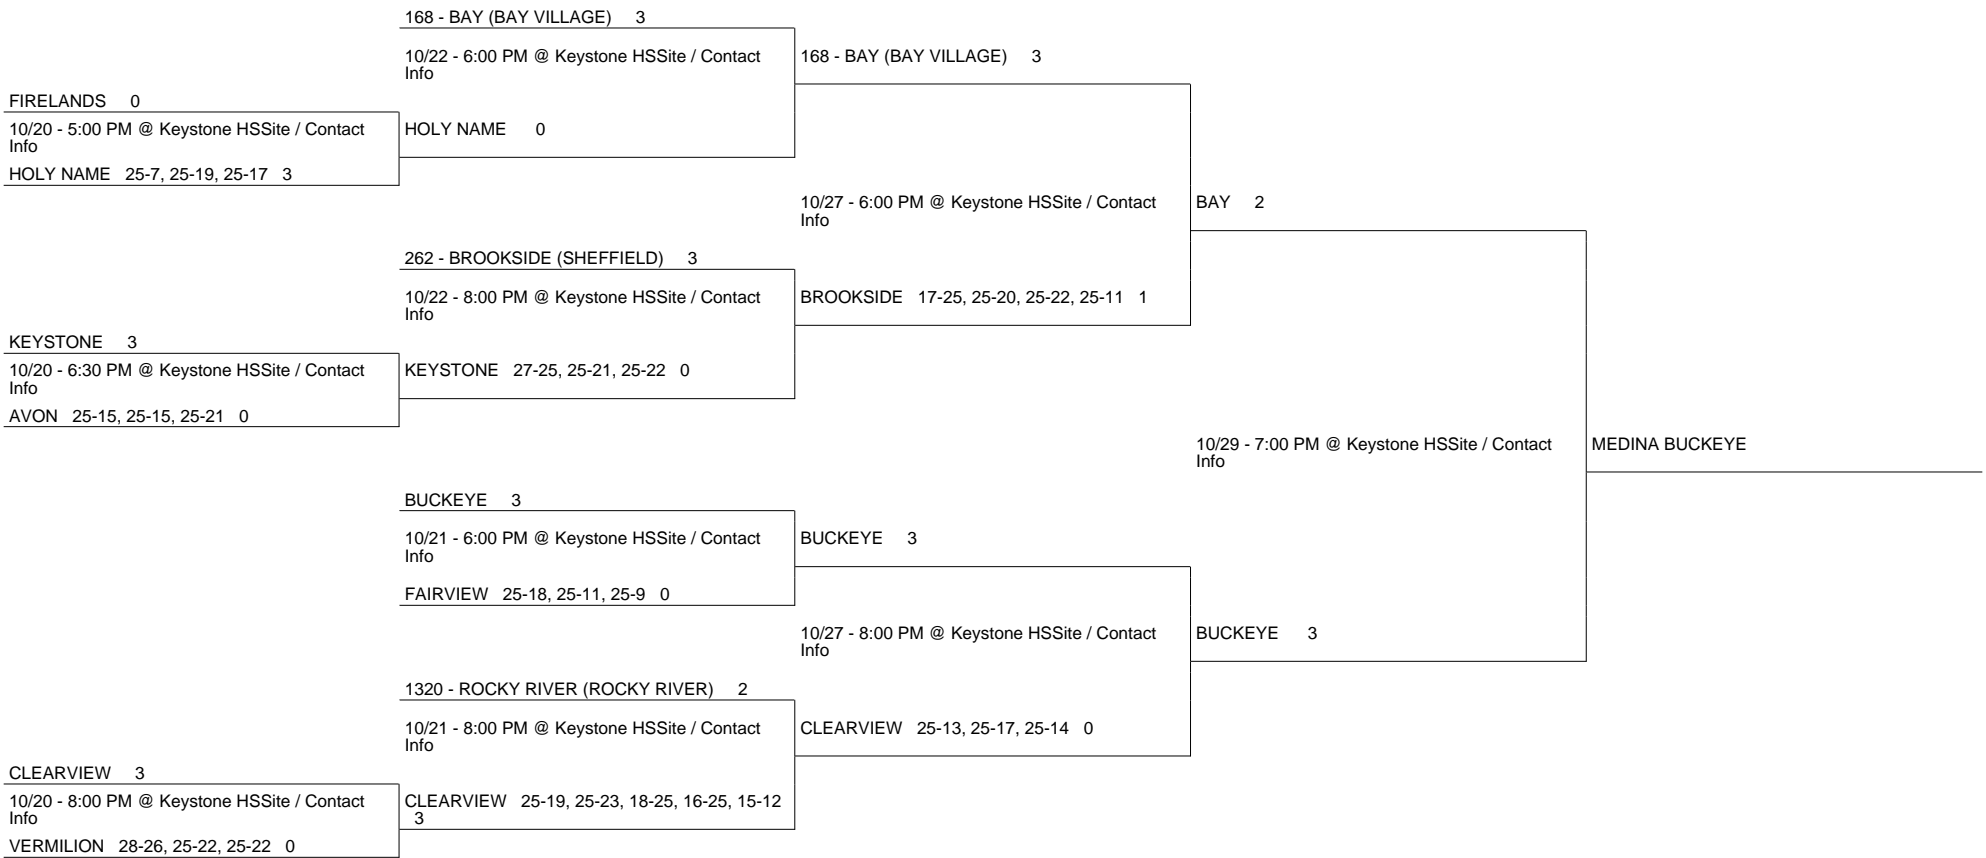 168 - BAY (BAY VILLAGE) 3
10/22 - 6:00 PM @ Keystone HSSite / Contact
Info
168 - BAY (BAY VILLAGE) 3
FIRELANDS 0
10/20 - 5:00 PM @ Keystone HSSite / Contact
Info
HOLY NAME 0
HOLY NAME 25-7, 25-19, 25-17 3
10/27 - 6:00 PM @ Keystone HSSite / Contact
Info
BAY 2
262 - BROOKSIDE (SHEFFIELD) 3
10/22 - 8:00 PM @ Keystone HSSite / Contact
Info
BROOKSIDE 17-25, 25-20, 25-22, 25-11 1
KEYSTONE 3
10/20 - 6:30 PM @ Keystone HSSite / Contact
Info
KEYSTONE 27-25, 25-21, 25-22 0
AVON 25-15, 25-15, 25-21 0
10/29 - 7:00 PM @ Keystone HSSite / Contact
Info
MEDINA BUCKEYE
BUCKEYE 3
10/21 - 6:00 PM @ Keystone HSSite / Contact
Info
BUCKEYE 3
FAIRVIEW 25-18, 25-11, 25-9 0
10/27 - 8:00 PM @ Keystone HSSite / Contact
Info
BUCKEYE 3
1320 - ROCKY RIVER (ROCKY RIVER) 2
10/21 - 8:00 PM @ Keystone HSSite / Contact
Info
CLEARVIEW 25-13, 25-17, 25-14 0
CLEARVIEW 3
10/20 - 8:00 PM @ Keystone HSSite / Contact
Info
CLEARVIEW 25-19, 25-23, 18-25, 16-25, 15-12
3
VERMILION 28-26, 25-22, 25-22 0